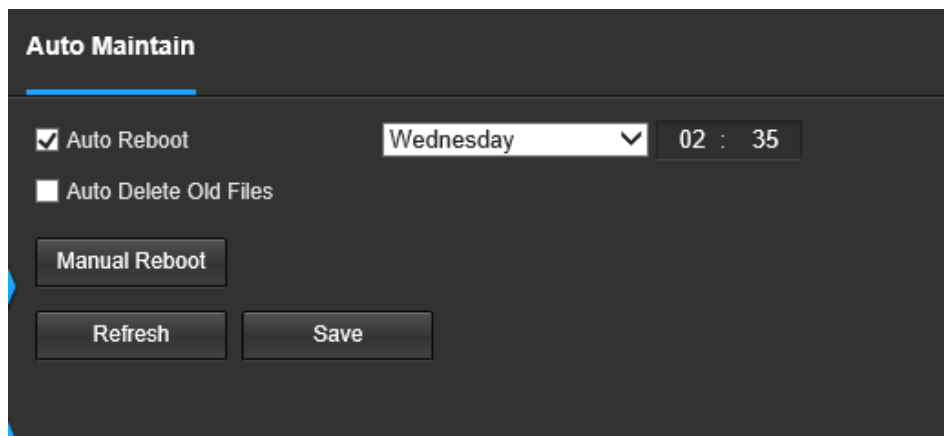 Auto Maintain
Auto Reboot Wednesday 02 : 35
Auto Delete Old Files
Manual Reboot
Refresh Save